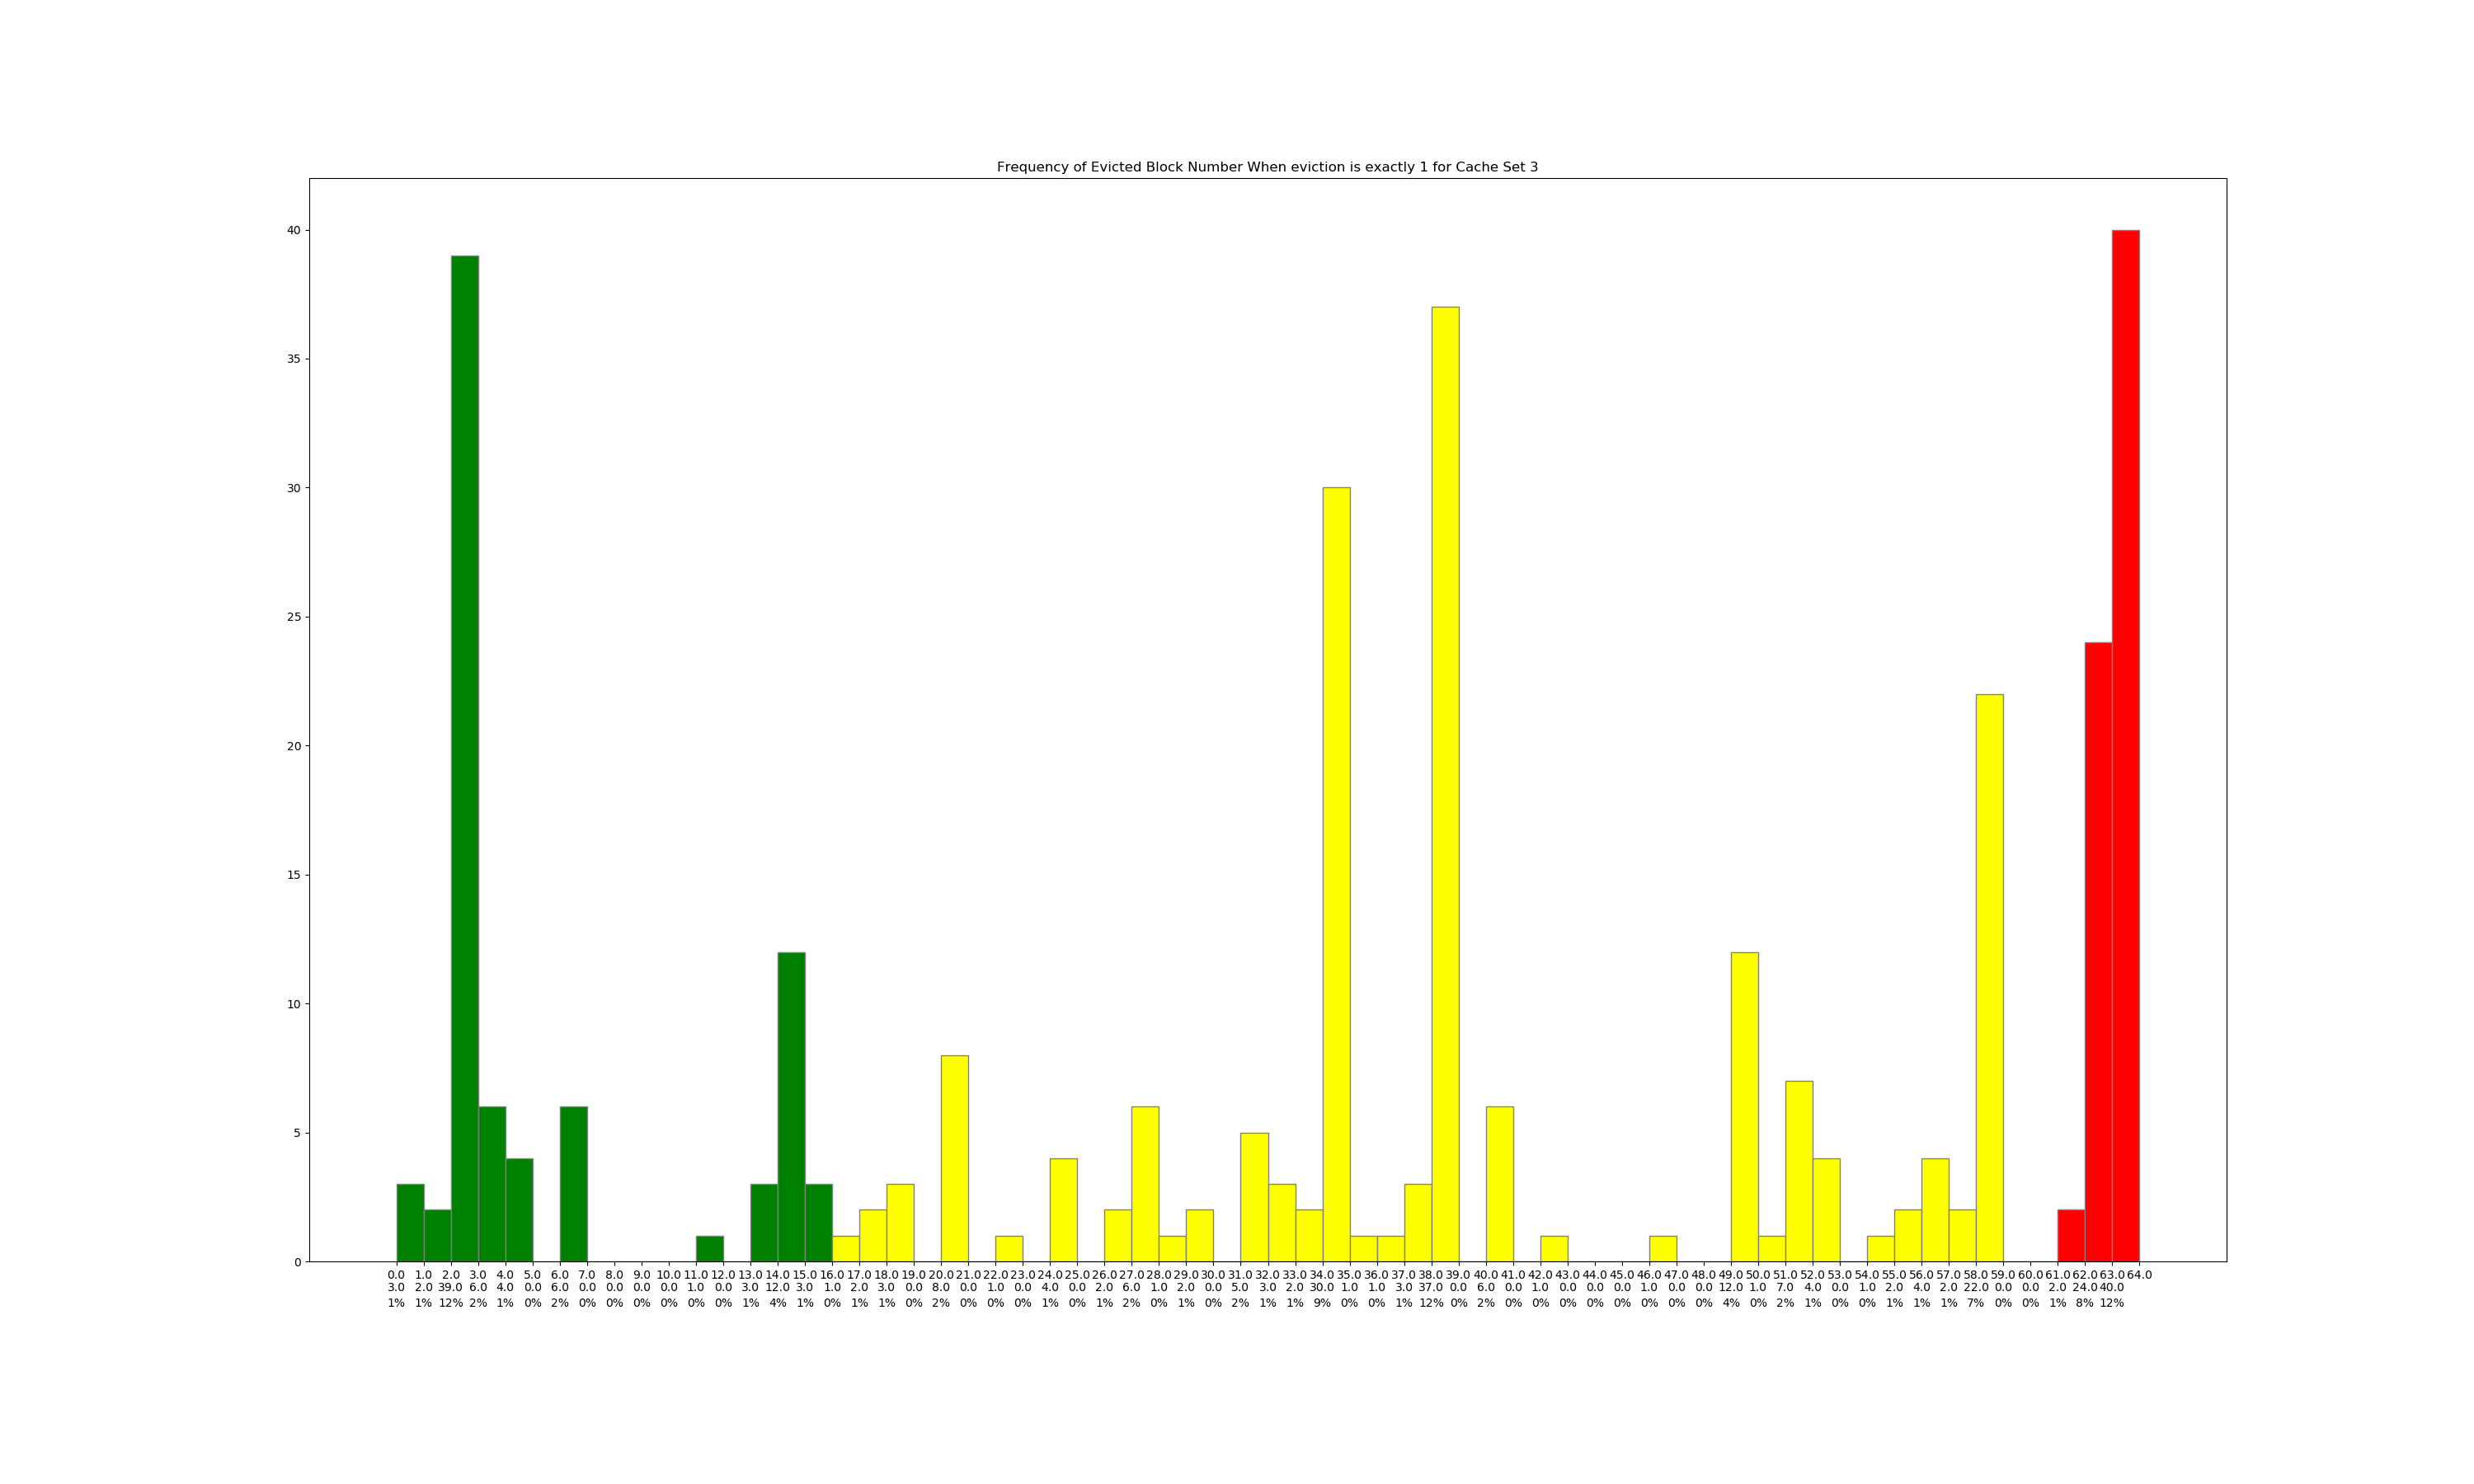 Frequency of Evicted Block Number When eviction is exactly 1 for Cache Set 3
40
35
30
25
20
15
10
5
0
0.0 1.0 2.0 3.0 4.0 5.0 6.0 7.0 8.0 9.0 10.0 11.0 12.0 13.0 14.0 15.0 16.0 17.0 18.0 19.0 20.0 21.0 22.0 23.0 24.0 25.0 26.0 27.0 28.0 29.0 30.0 31.0 32.0 33.0 34.0 35.0 36.0 37.0 38.0 39.0 40.0 41.0 42.0 43.0 44.0 45.0 46.0 47.0 48.0 49.0 50.0 51.0 52.0 53.0 54.0 55.0 56.0 57.0 58.0 59.0 60.0 61.0 62.0 63.0 64.0
3.0 2.0 39.0 6.0 4.0 0.0 6.0 0.0 0.0 0.0 0.0 1.0 0.0 3.0 12.0 3.0 1.0 2.0 3.0 0.0 8.0 0.0 1.0 0.0 4.0 0.0 2.0 6.0 1.0 2.0 0.0 5.0 3.0 2.0 30.0 1.0 1.0 3.0 37.0 0.0 6.0 0.0 1.0 0.0 0.0 0.0 1.0 0.0 0.0 12.0 1.0 7.0 4.0 0.0 1.0 2.0 4.0 2.0 22.0 0.0 0.0 2.0 24.0 40.0
1% 1% 12% 2% 1% 0% 2% 0% 0% 0% 0% 0% 0% 1% 4% 1% 0% 1% 1% 0% 2% 0% 0% 0% 1% 0% 1% 2% 0% 1% 0% 2% 1% 1% 9% 0% 0% 1% 12% 0% 2% 0% 0% 0% 0% 0% 0% 0% 0% 4% 0% 2% 1% 0% 0% 1% 1% 1% 7% 0% 0% 1% 8% 12%